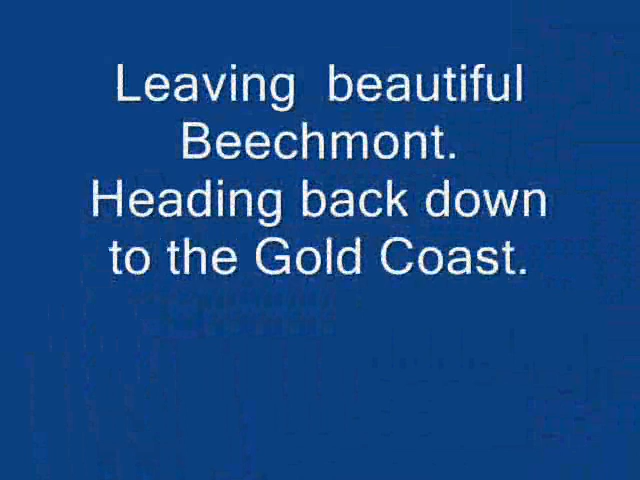 Leaving  beautiful
Beechmont.
Heading back down
to the Gold Coast.